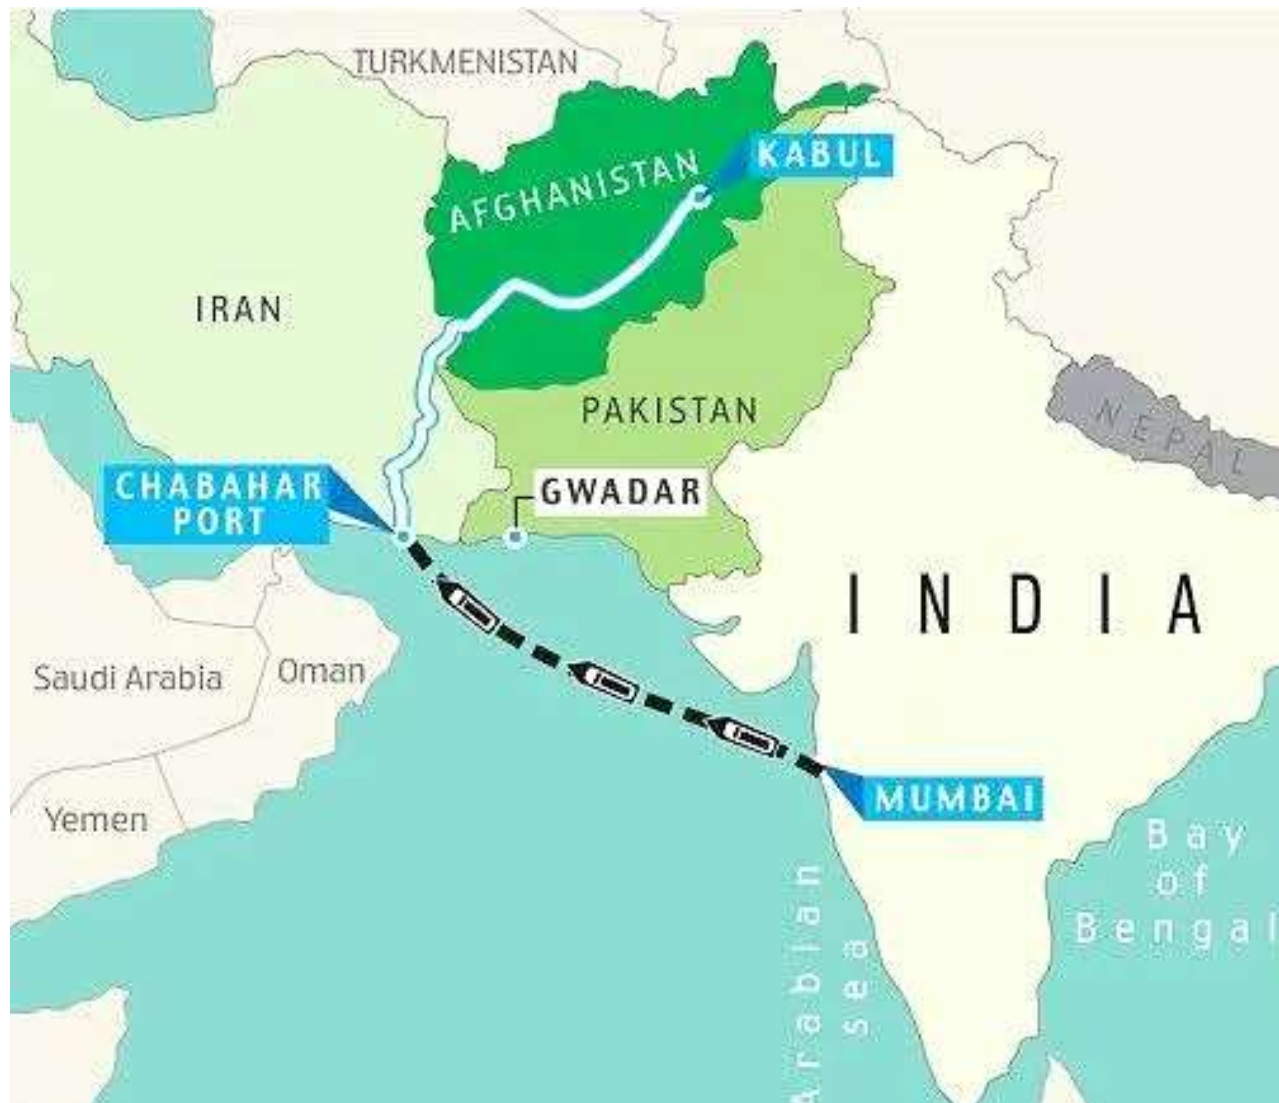 TURKMENISTAN
KABUL
AFGHANISTAN
IRAN
PAKISTAN
NEPAL
CHABAHAR
PORT
GWADAR
INDIA
Saudi Arabia
Oman
MUMBAI
Yemen
Bay
of
Bengal
Arabian
sea